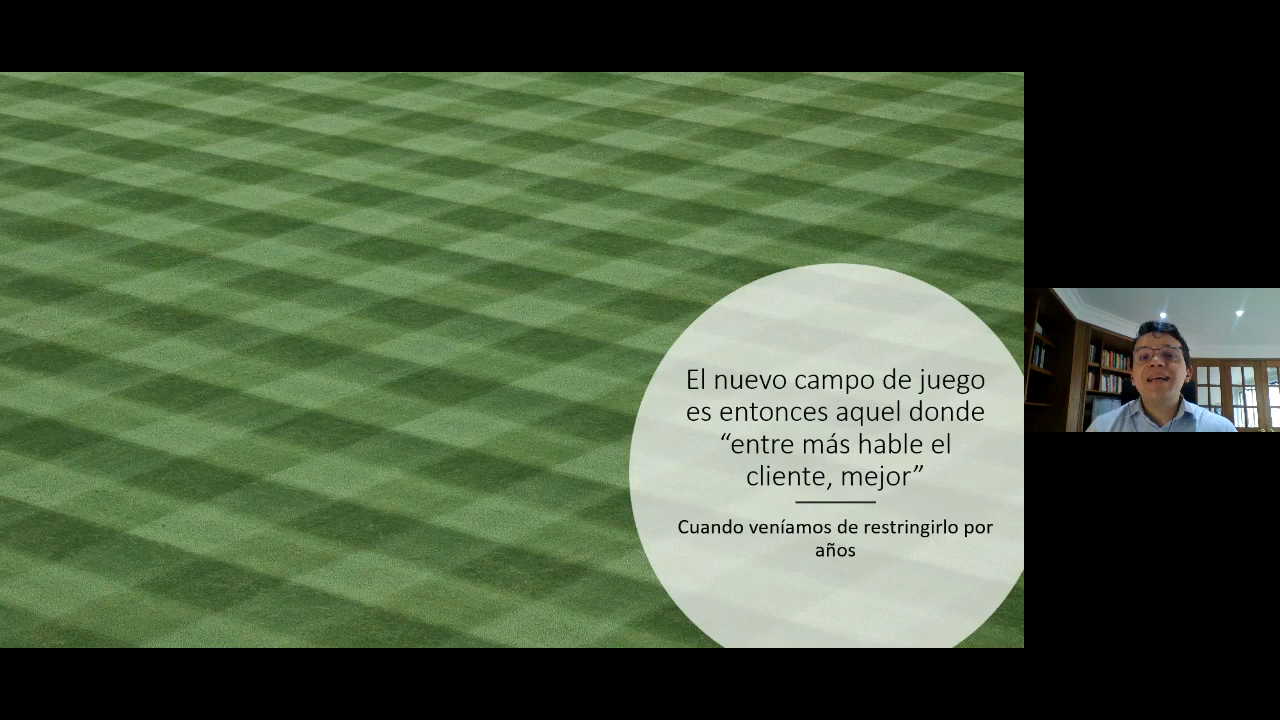 El nuevo campo de juego
es entonces aquel donde
“entre más hable el
cliente, mejor”
Cuando veníamos de restringirlo por
años